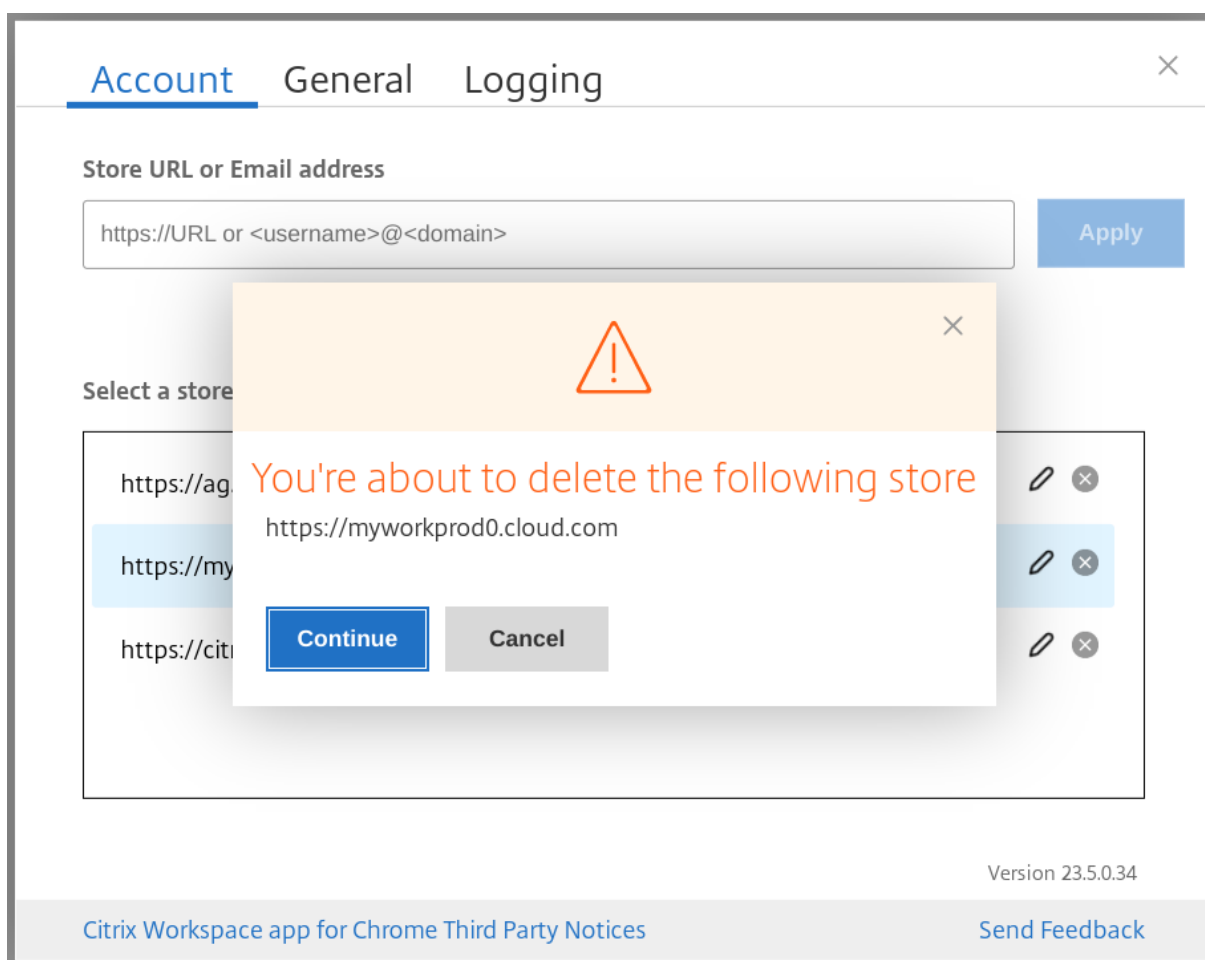 Account General Logging
Store URL or Email address
https://URL or <username>@<domain>
Apply
Select a store
https://ag.
https://my
https://citr
You're about to delete the following store
https://myworkprod0.cloud.com
Continue Cancel
Version 23.5.0.34
Citrix Workspace app for Chrome Third Party Notices Send Feedback